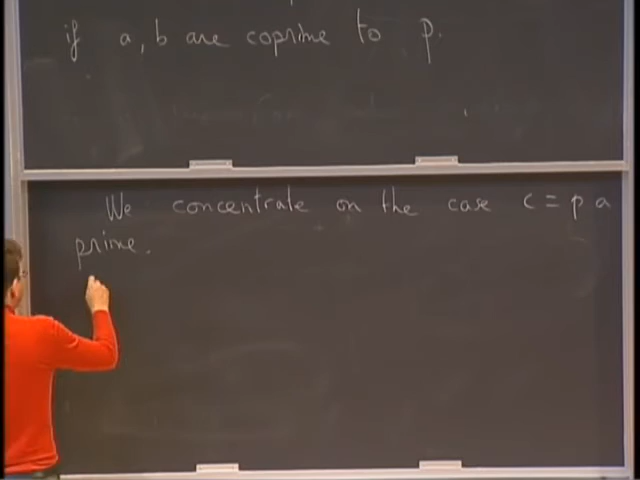 if a, b are coprime to p.
We concentrate on the case c = p a
prime.